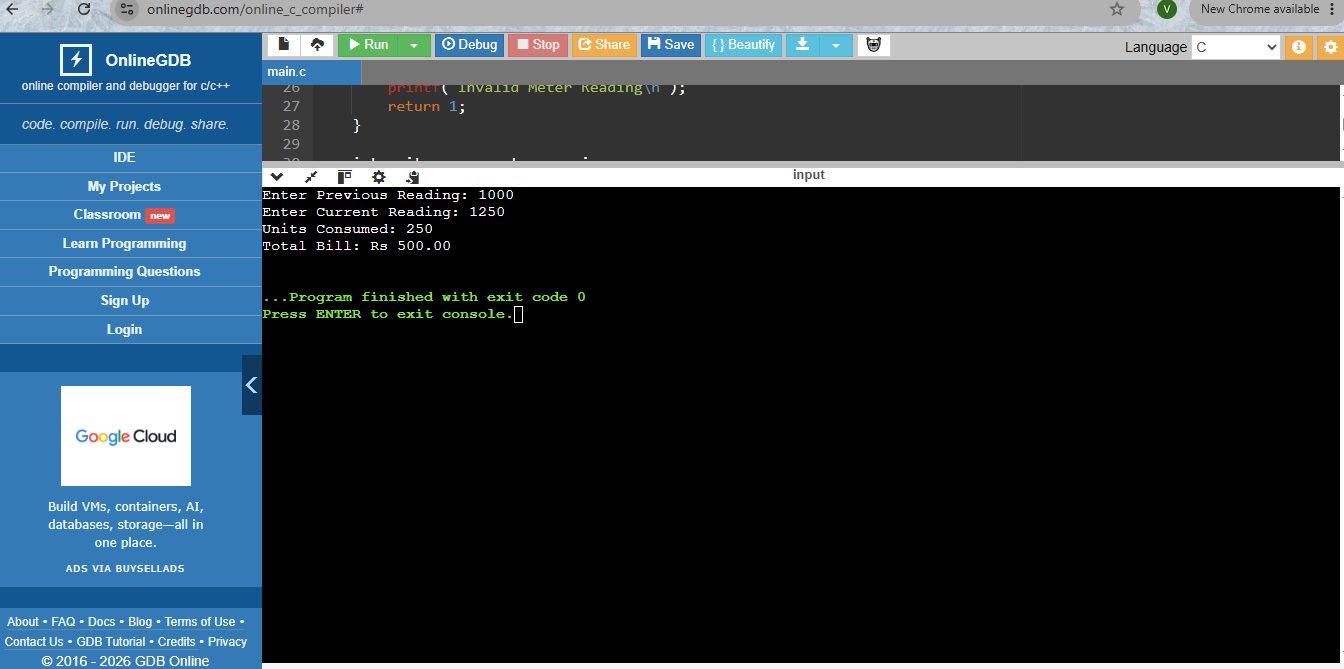 onlinegdb.com/online_c_compiler#
V
New Chrome available
OnlineGDB
online compiler and debugger for c/c++
code. compile. run. debug. share.
IDE
My Projects
Classroom new
Learn Programming
Programming Questions
Sign Up
Login
Google Cloud
Build VMs, containers, AI,
databases, storage—all in
one place.
ADS VIA BUYSELLADS
About • FAQ • Docs • Blog • Terms of Use •
Contact Us • GDB Tutorial • Credits • Privacy
© 2016 - 2026 GDB Online
Run
Debug
Stop
Share
Save
{ } Beautify
Language C
main.c
26 printf("Invalid Meter Reading\n");
27 return 1;
28 }
29
30
input
Enter Previous Reading: 1000
Enter Current Reading: 1250
Units Consumed: 250
Total Bill: Rs 500.00
...Program finished with exit code 0
Press ENTER to exit console.